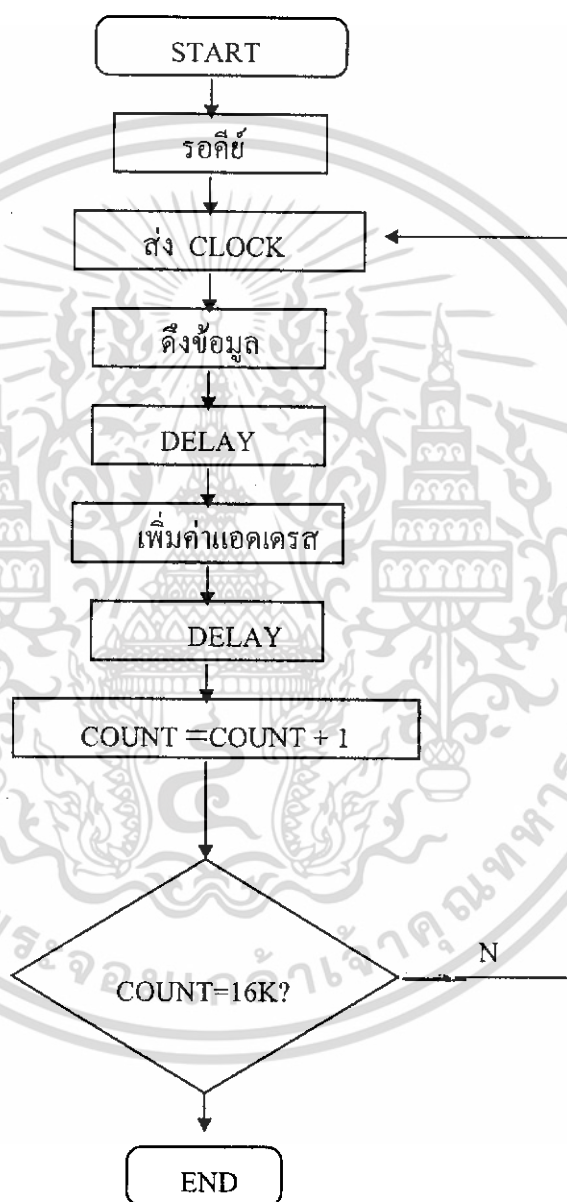 START
รอคีย์
ส่ง CLOCK
ดึงข้อมูล
DELAY
เพิ่มค่าแอดเดรส
DELAY
COUNT =COUNT + 1
COUNT=16K?
N
END